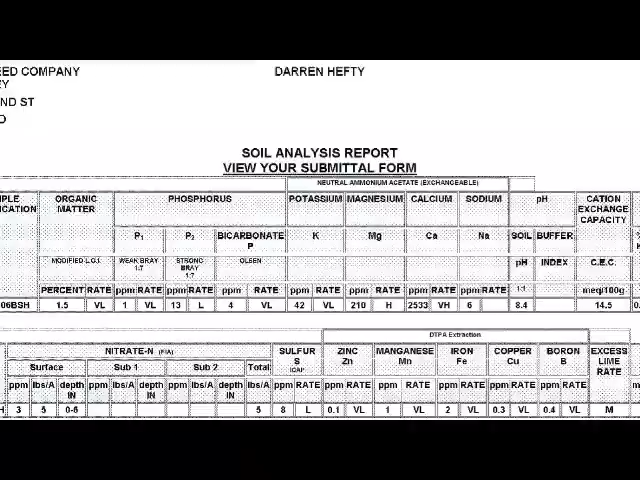 EED COMPANY DARREN HEFTY
EY
ND ST
O
SOIL ANALYSIS REPORT
VIEW YOUR SUBMITTAL FORM
NEUTRAL AMMONIUM ACETATE (EXCHANGEABLE)
MPLE ORGANIC PHOSPHORUS POTASSIUM MAGNESIUM CALCIUM SODIUM pH CATION
ICATION MATTER EXCHANGE
CAPACITY
P1 P2 BICARBONATE K Mg Ca Na SOIL BUFFER
P
MODIFIED L.O.I. WEAK BRAY STRONG OLSEN pH INDEX C.E.C.
1:7 BRAY
1:7
1:1
PERCENT RATE ppm RATE ppm RATE ppm RATE ppm RATE ppm RATE ppm RATE ppm RATE meq/100g
06BSH 1.5 VL 1 VL 13 L 4 VL 42 VL 210 H 2533 VH 6 8.4 14.5 0.
DTPA Extraction
NITRATE-N (FIA) SULFUR ZINC MANGANESE IRON COPPER BORON EXCESS
Surface Sub 1 Sub 2 Total S Zn Mn Fe Cu B LIME
ICAP RATE
ppm lbs/A depth ppm lbs/A depth ppm lbs/A depth lbs/A ppm RATE ppm RATE ppm RATE ppm RATE ppm RATE ppm RATE
IN IN IN
H 3 5 0-6 5 8 L 0.1 VL 1 VL 2 VL 0.3 VL 0.4 VL M